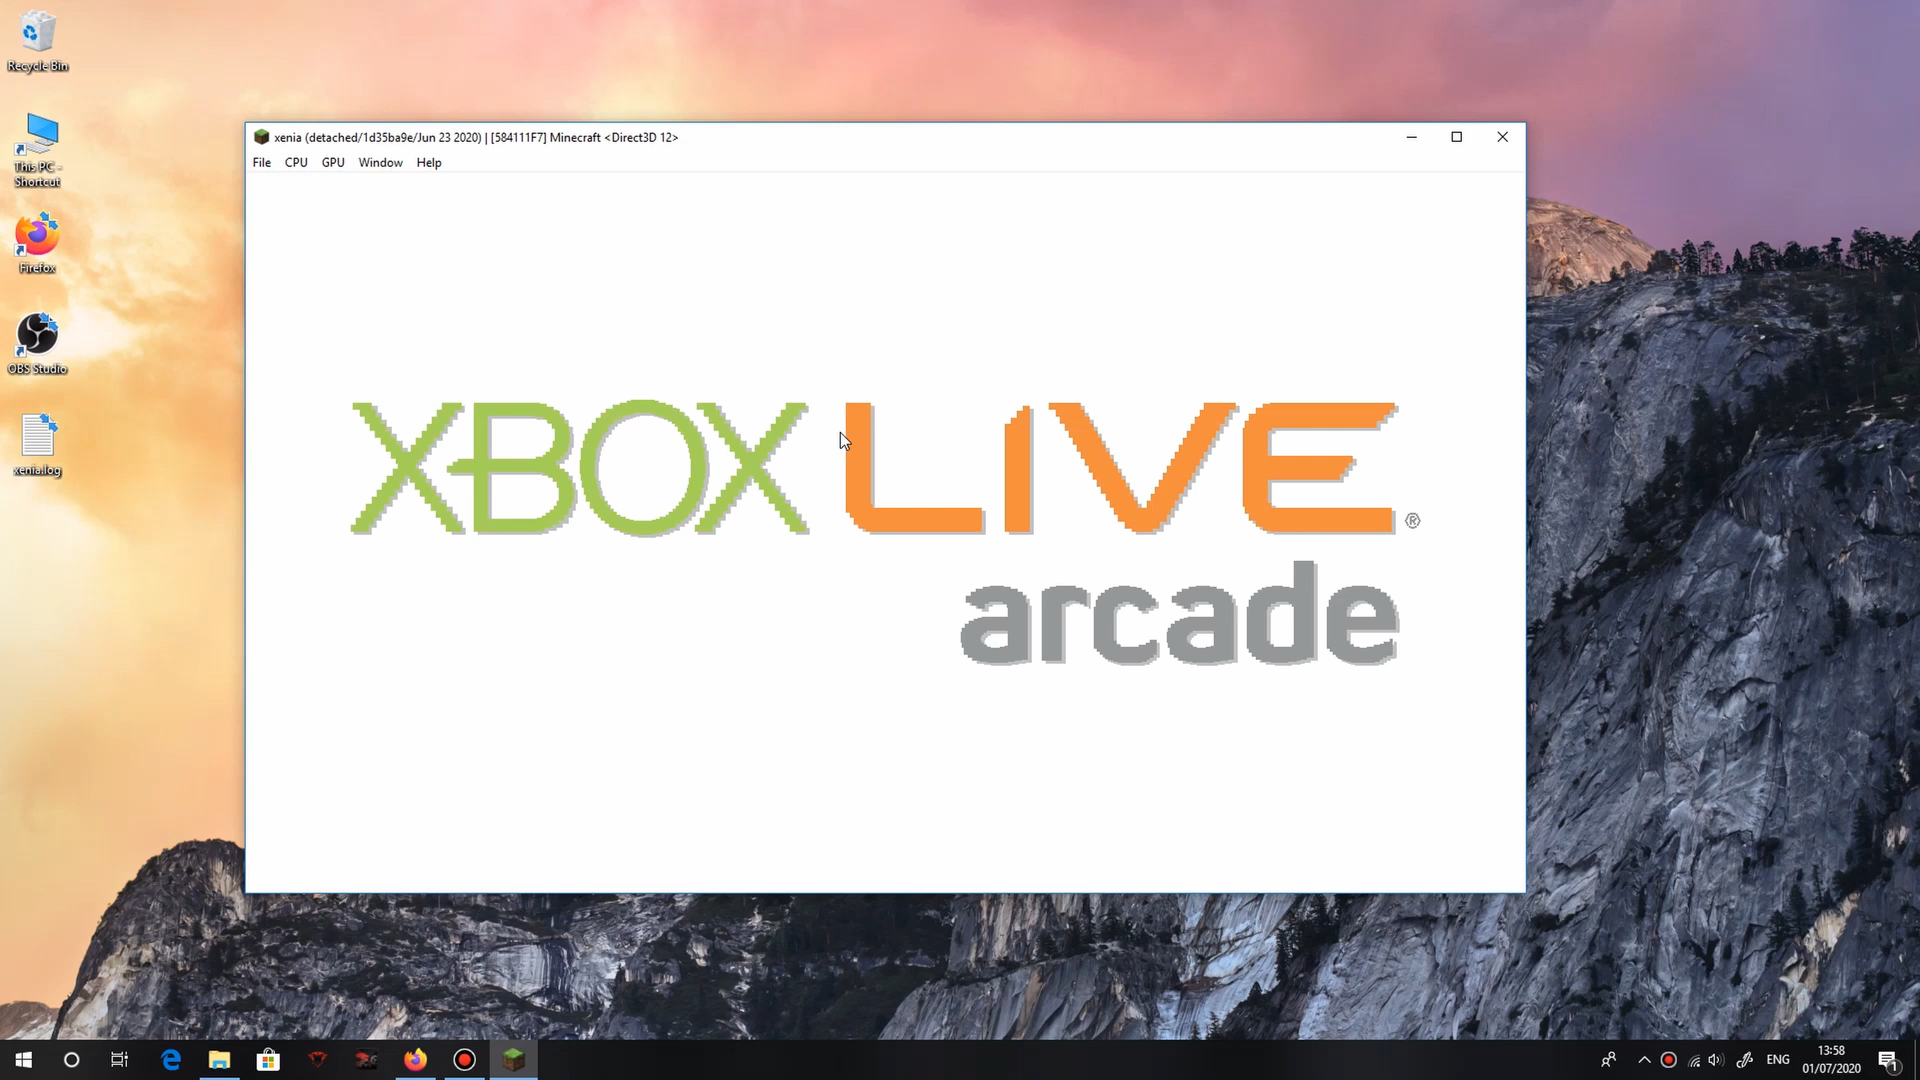 Recycle Bin
This PC -
Shortcut
Firefox
OBS Studio
xenia.log
xenia (detached/1d35ba9e/Jun 23 2020) | [584111F7] Minecraft <Direct3D 12>
File CPU GPU Window Help
XBOX LIVE ®
arcade
ENG
13:58
01/07/2020
1